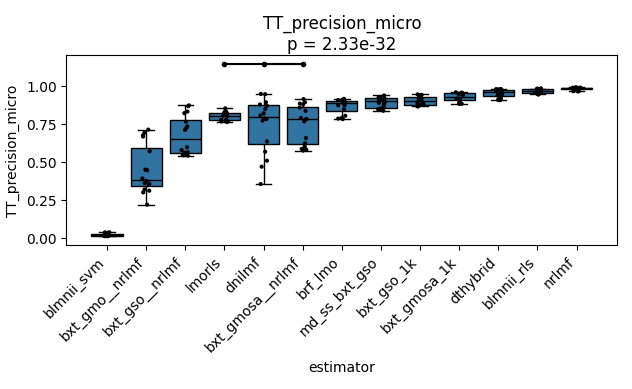 TT_precision_micro
p = 2.33e-32
TT_precision_micro
1.00
0.75
0.50
0.25
0.00
blmnii_svm
bxt_gmo__nrlmf
bxt_gso__nrlmf
lmorls
dnilmf
bxt_gmosa__nrlmf
brf_lmo
md_ss_bxt_gso
bxt_gso_1k
bxt_gmosa_1k
dthybrid
blmnii_rls
nrlmf
estimator